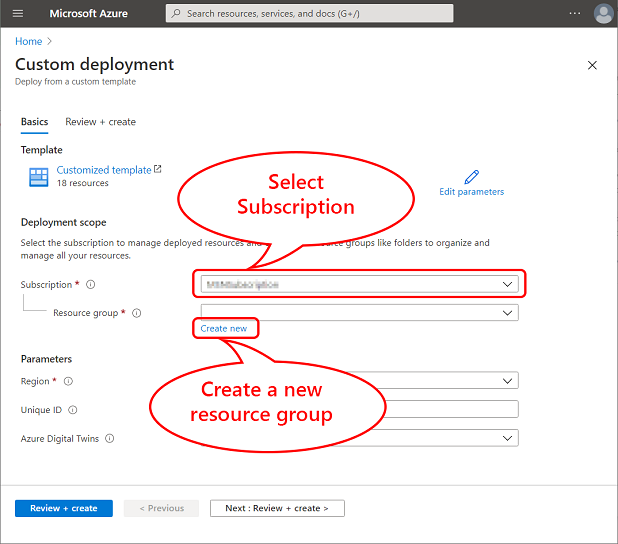 Microsoft Azure
Search resources, services, and docs (G+/)
...
Home >
Custom deployment
Deploy from a custom template
Basics
Review + create
Template
Customized template
18 resources
Edit parameters
Select
Subscription
Deployment scope
Select the subscription to manage deployed resources and
urce groups like folders to organize and
manage all your resources.
Subscription *
Resource group *
Create new
Parameters
Create a new
resource group
Region *
Unique ID
Azure Digital Twins
Review + create
< Previous
Next : Review + create >